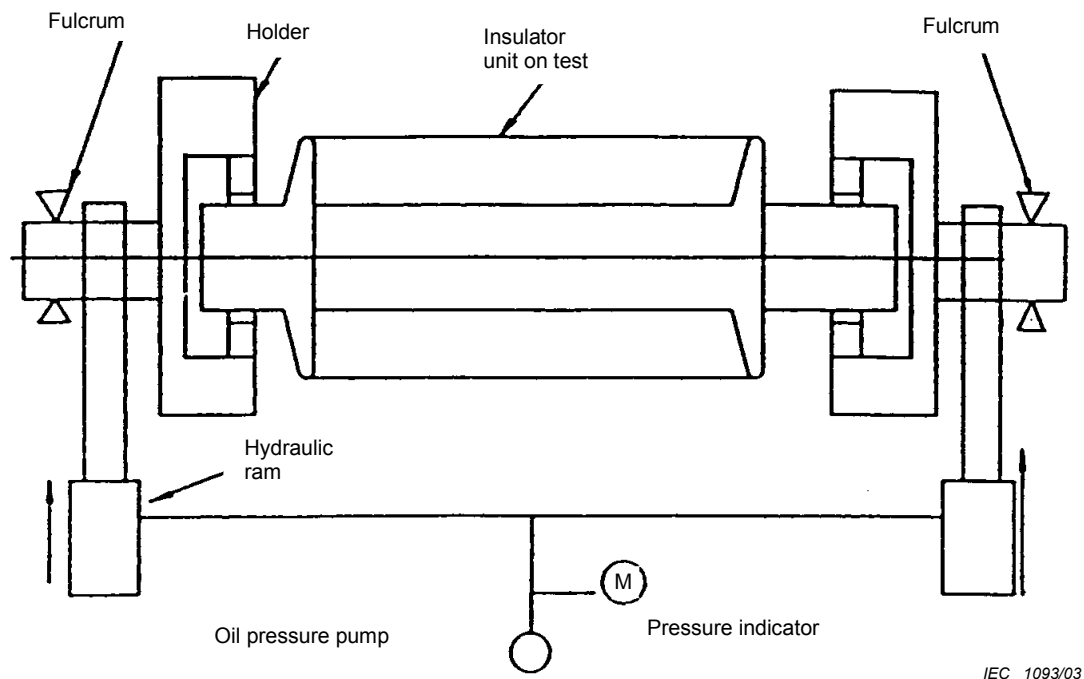 Fulcrum
Holder
Insulator
unit on test
Fulcrum
Hydraulic
ram
M
Oil pressure pump
Pressure indicator
IEC 1093/03